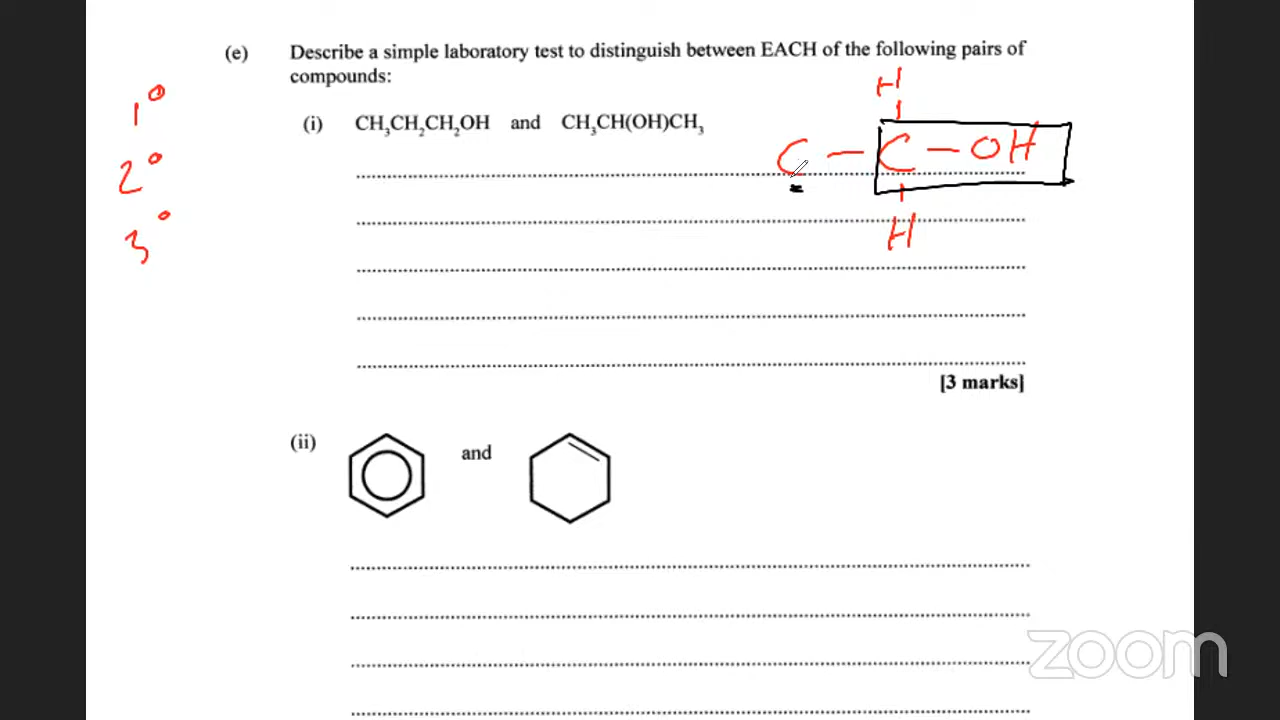 (e) Describe a simple laboratory test to distinguish between EACH of the following pairs of
compounds:
1°
2°
3°
(i) CH₃CH₂CH₂OH and CH₃CH(OH)CH₃
H
C – C – OH
H
[3 marks]
(ii) and
zoom